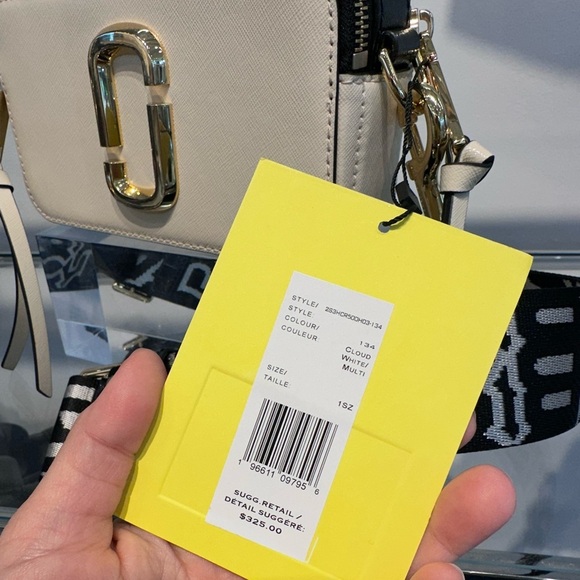 STYLE/
STYLE: 2S3HCR500H03-134
COLOUR/ 134
COULEUR CLOUD
WHITE/
MULTI
SIZE/
TAILLE: 1SZ
1 96611 09795 6
SUGG.RETAIL /
DETAIL SUGGÉRÉ:
$325.00